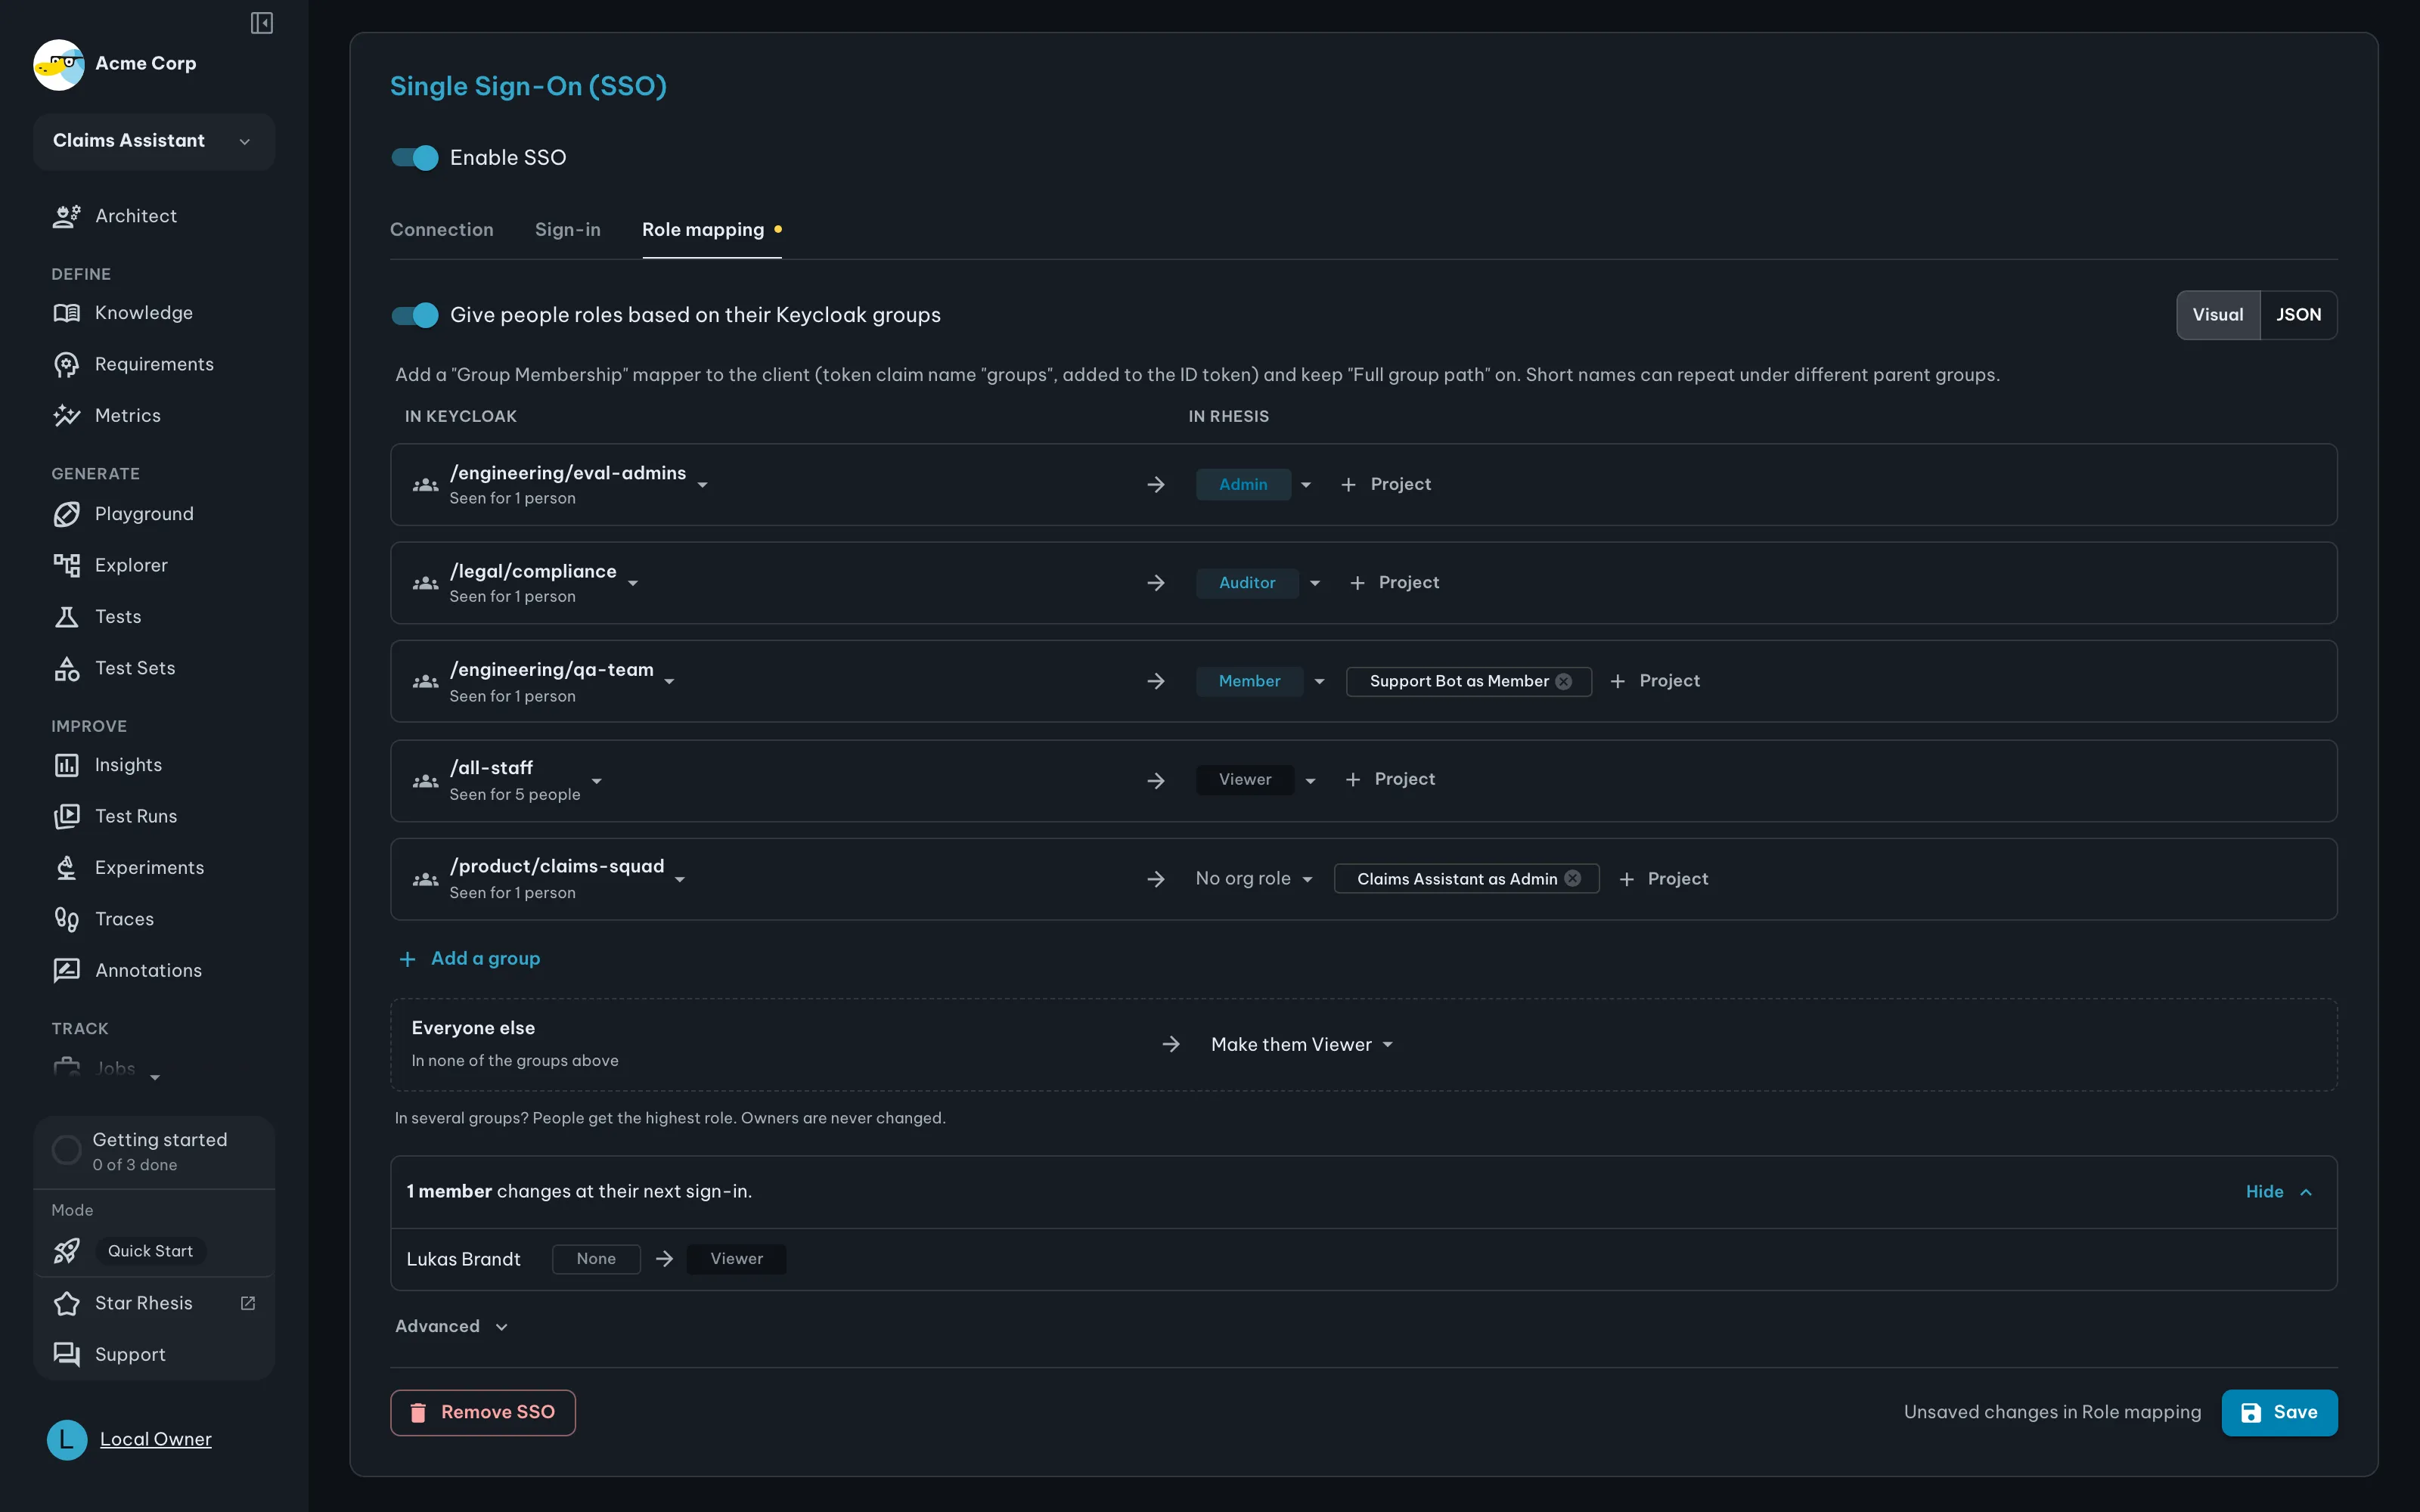 Acme Corp
Claims Assistant
Architect
DEFINE
Knowledge
Requirements
Metrics
GENERATE
Playground
Explorer
Tests
Test Sets
IMPROVE
Insights
Test Runs
Experiments
Traces
Annotations
TRACK
Jobs
Getting started
0 of 3 done
Mode
Quick Start
Star Rhesis
Support
L
Local Owner
Single Sign-On (SSO)
Enable SSO
Connection Sign-in Role mapping
Give people roles based on their Keycloak groups
Visual JSON
Add a "Group Membership" mapper to the client (token claim name "groups", added to the ID token) and keep "Full group path" on. Short names can repeat under different parent groups.
IN KEYCLOAK IN RHESIS
/engineering/eval-admins
Seen for 1 person
Admin Project
/legal/compliance
Seen for 1 person
Auditor Project
/engineering/qa-team
Seen for 1 person
Member Support Bot as Member Project
/all-staff
Seen for 5 people
Viewer Project
/product/claims-squad
Seen for 1 person
No org role Claims Assistant as Admin Project
Add a group
Everyone else
In none of the groups above
Make them Viewer
In several groups? People get the highest role. Owners are never changed.
1 member changes at their next sign-in.
Hide
Lukas Brandt None Viewer
Advanced
Remove SSO
Unsaved changes in Role mapping
Save